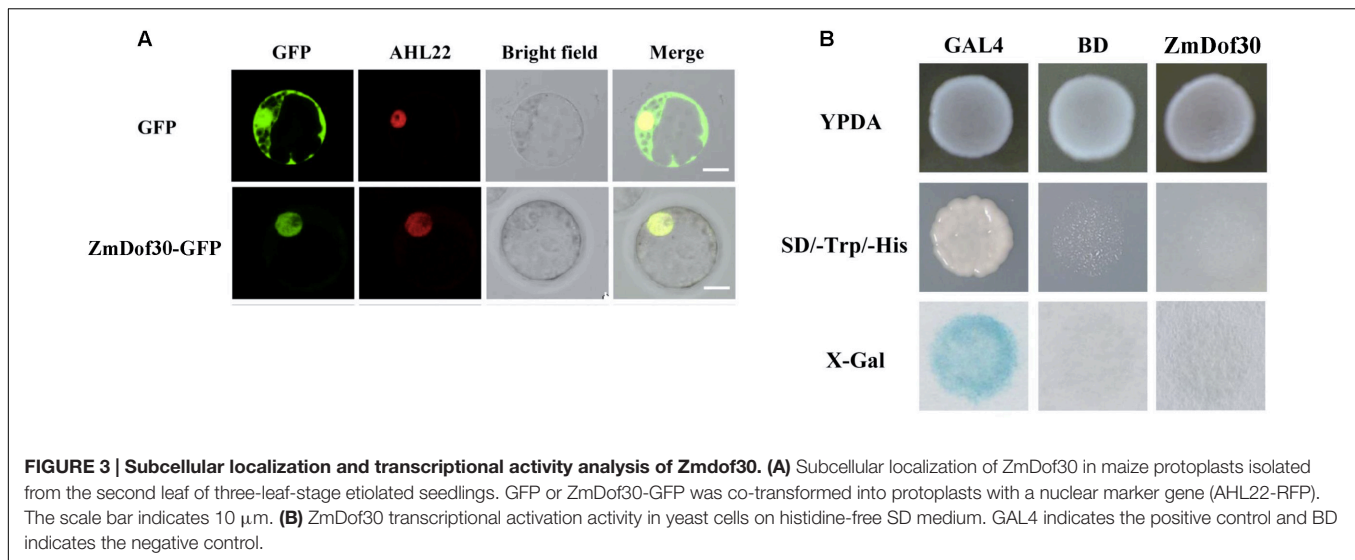 A
GFP AHL22 Bright field Merge
GFP
ZmDof30-GFP
B
GAL4 BD ZmDof30
YPDA
SD/-Trp/-His
X-Gal
FIGURE 3 | Subcellular localization and transcriptional activity analysis of Zmdof30. (A) Subcellular localization of ZmDof30 in maize protoplasts isolated
from the second leaf of three-leaf-stage etiolated seedlings. GFP or ZmDof30-GFP was co-transformed into protoplasts with a nuclear marker gene (AHL22-RFP).
The scale bar indicates 10 μm. (B) ZmDof30 transcriptional activation activity in yeast cells on histidine-free SD medium. GAL4 indicates the positive control and BD
indicates the negative control.